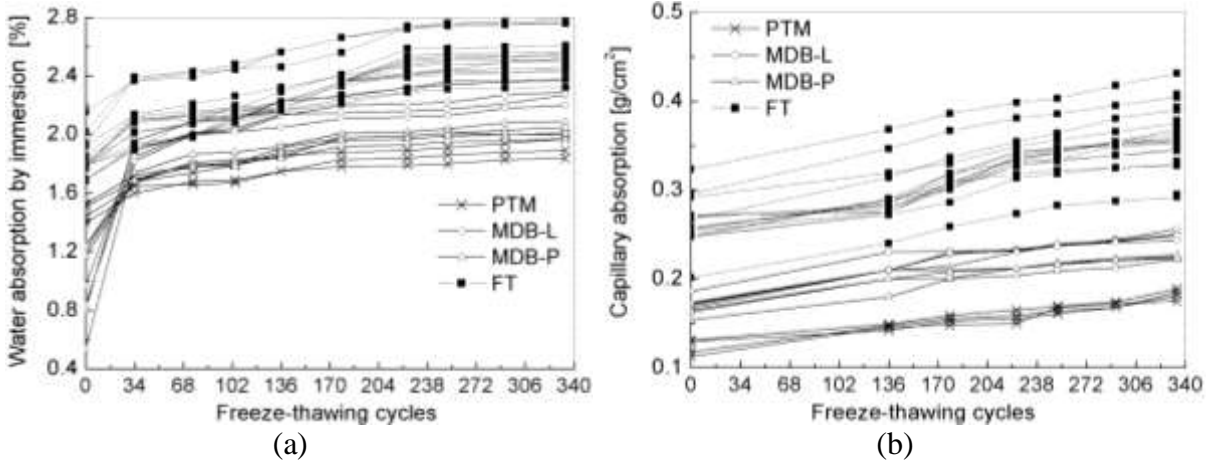 2.8
2.4
2.0
1.6
1.2
0.8
0.4
Water absorption by immersion [%]
PTM
MDB-L
MDB-P
FT
0 34 68 102 136 170 204 238 272 306 340
Freeze-thawing cycles
(a)
0.5
0.4
0.3
0.2
0.1
Capillary absorption [g/cm²]
PTM
MDB-L
MDB-P
FT
0 34 68 102 136 170 204 238 272 306 340
Freeze-thawing cycles
(b)